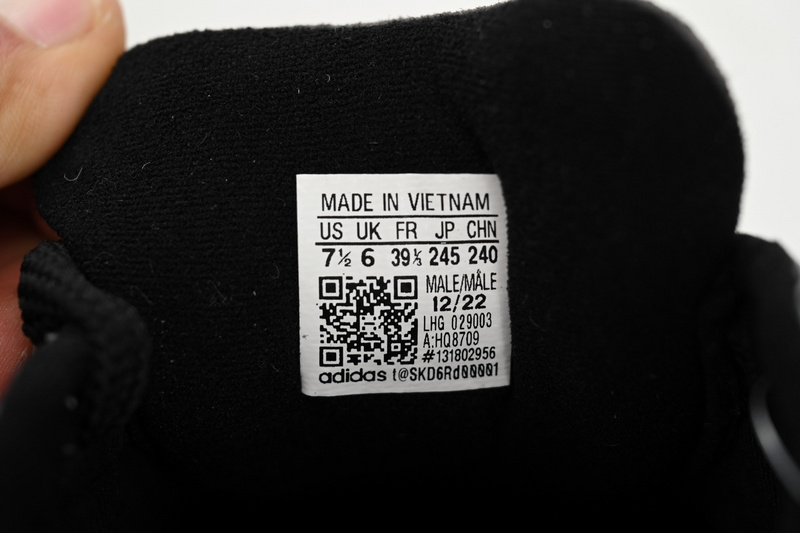 MADE IN VIETNAM
US UK FR JP CHN
7½ 6 39⅓ 245 240
MALE/MÂLE
12/22
LHG 029003
A:HQ8709
#131802956
adidas t@SKD6Rd00001